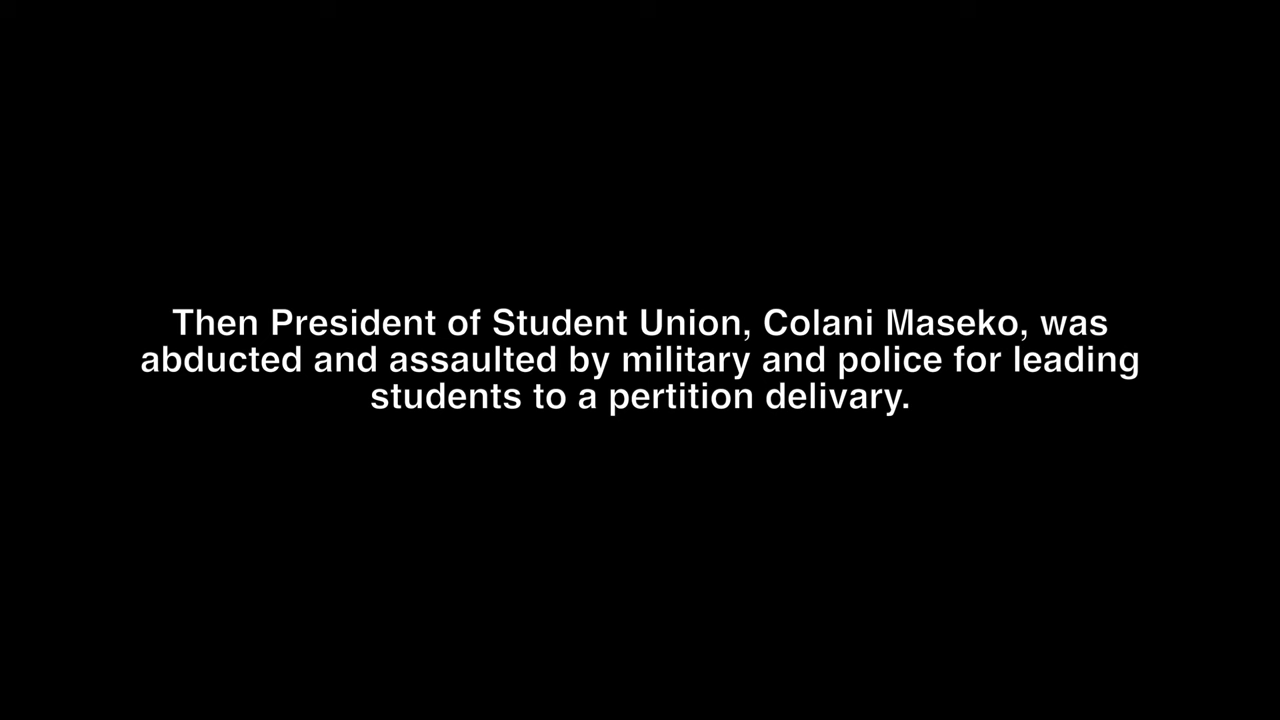 Then President of Student Union, Colani Maseko, was
abducted and assaulted by military and police for leading
students to a pertition delivary.